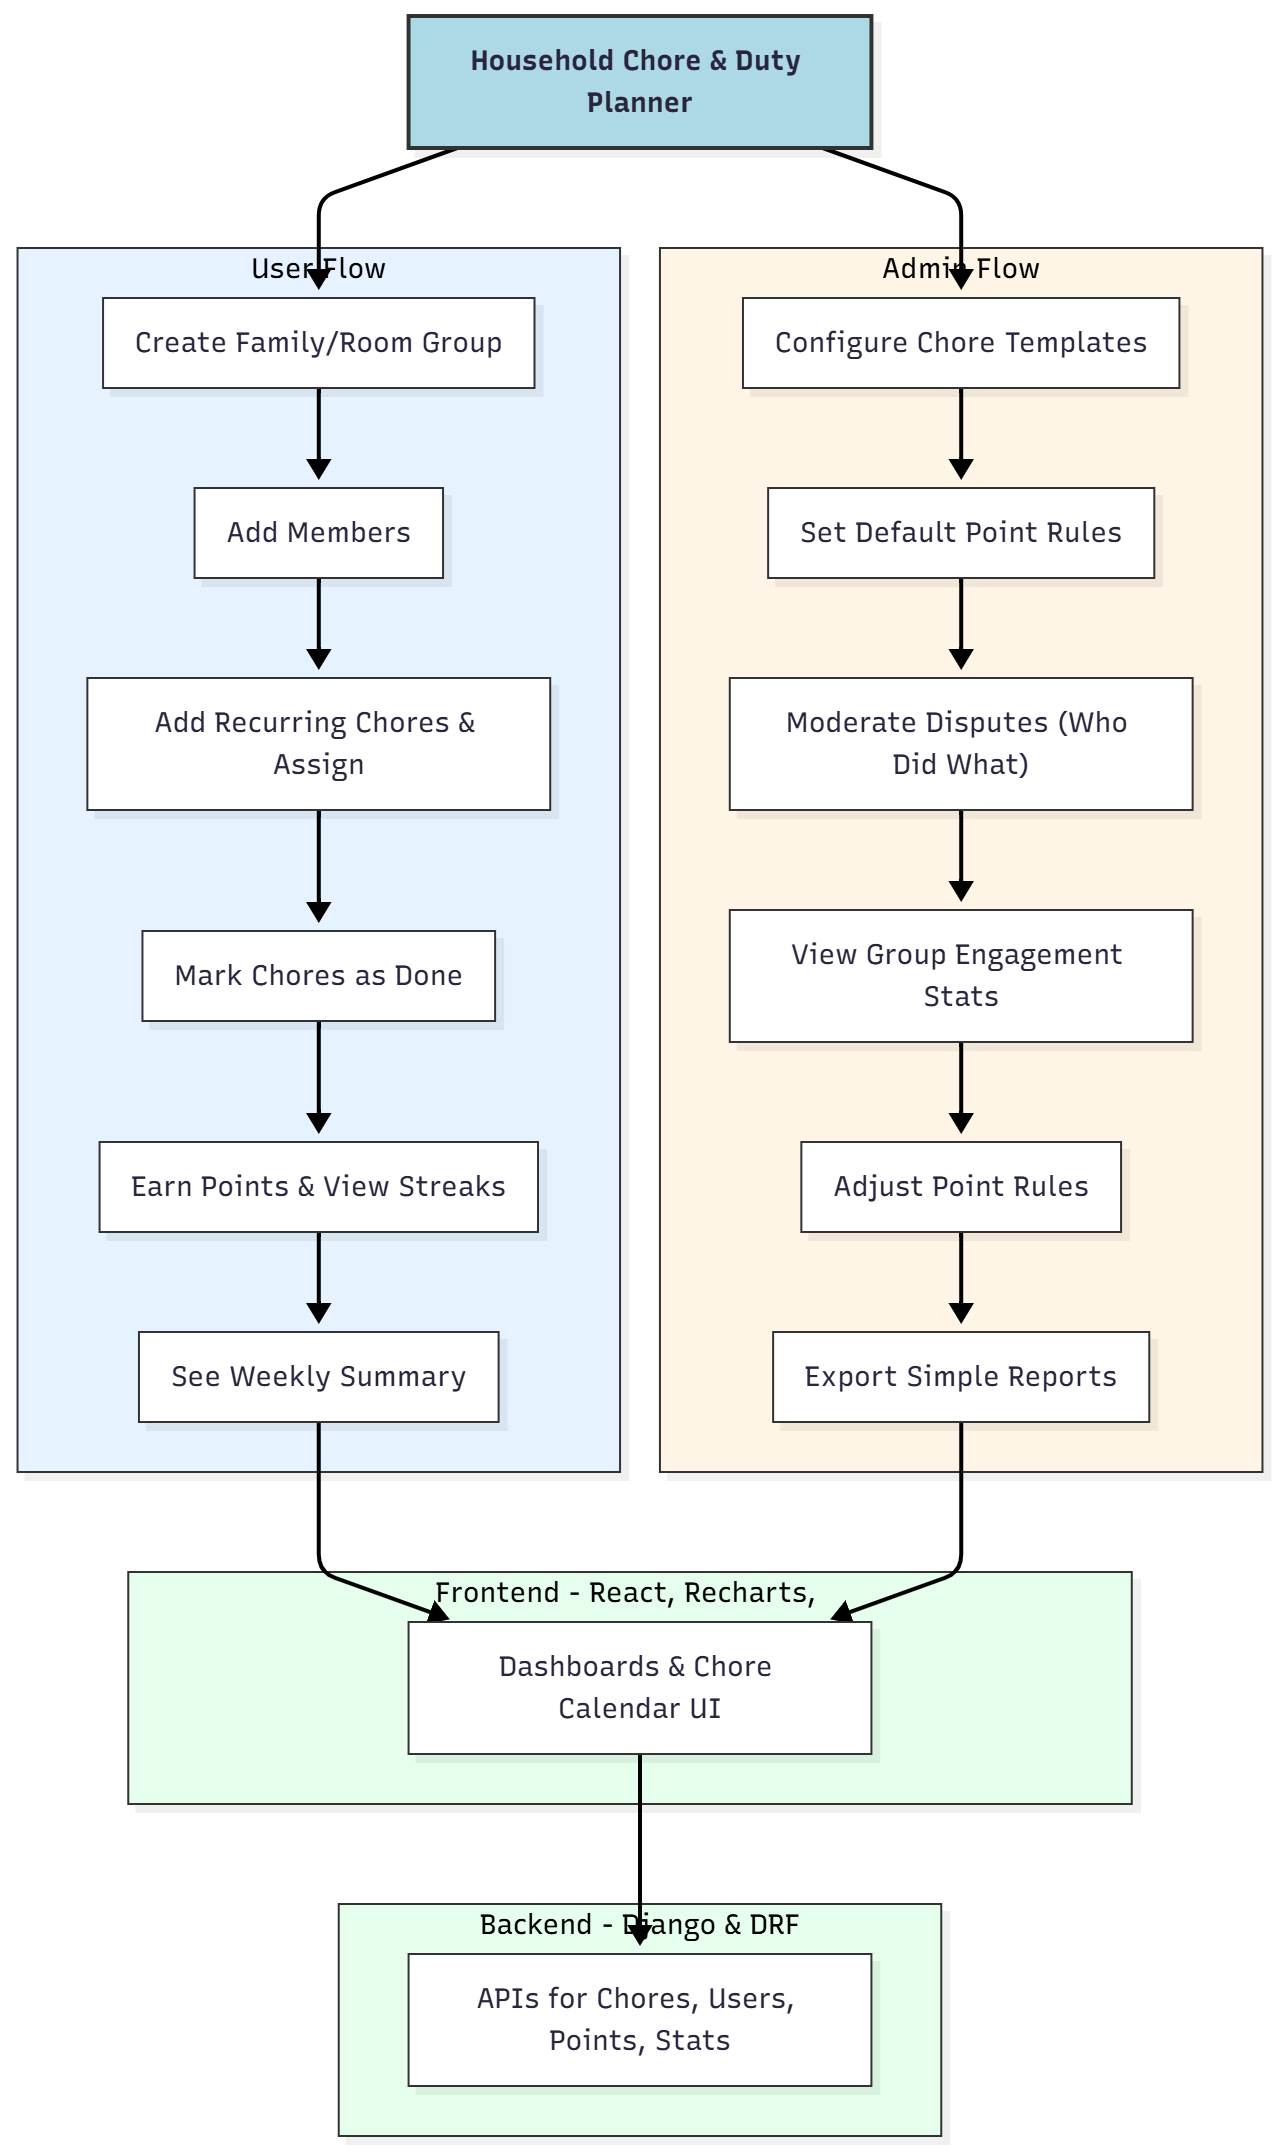 Household Chore & Duty
Planner
User Flow
Create Family/Room Group
Add Members
Add Recurring Chores &
Assign
Mark Chores as Done
Earn Points & View Streaks
See Weekly Summary
Admin Flow
Configure Chore Templates
Set Default Point Rules
Moderate Disputes (Who
Did What)
View Group Engagement
Stats
Adjust Point Rules
Export Simple Reports
Frontend - React, Recharts,
Dashboards & Chore
Calendar UI
Backend - Django & DRF
APIs for Chores, Users,
Points, Stats